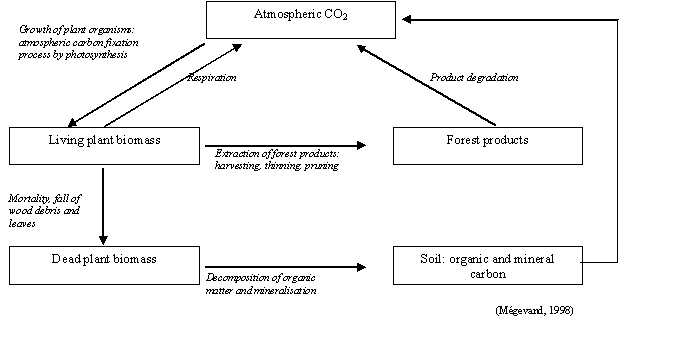 Atmospheric CO2
Growth of plant organisms:
atmospheric carbon fixation
process by photosynthesis
Respiration
Product degradation
Living plant biomass
Forest products
Extraction of forest products:
harvesting, thinning, pruning
Mortality, fall of
wood debris and
leaves
Dead plant biomass
Soil: organic and mineral
carbon
Decomposition of organic
matter and mineralisation
(Mégevand, 1998)